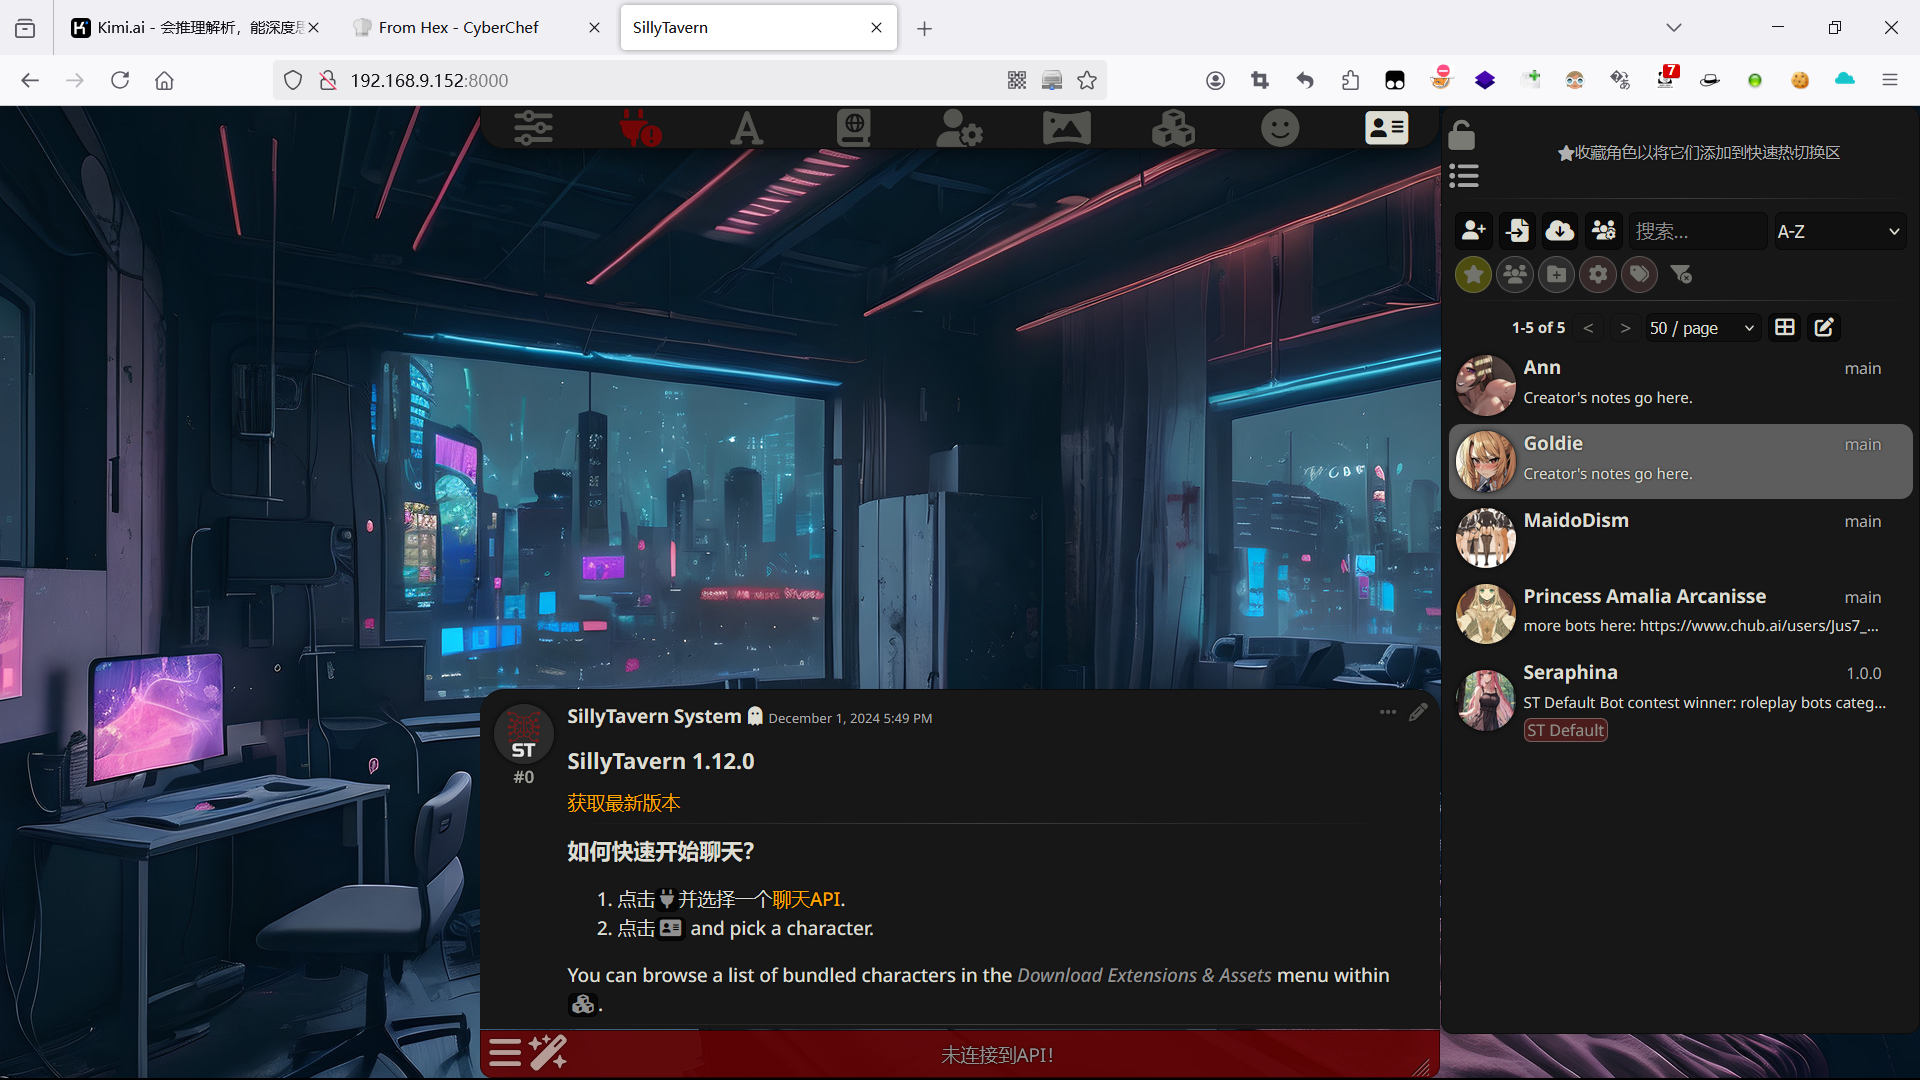 Kimi.ai - 会推理解析，能深度思
From Hex - CyberChef
SillyTavern
192.168.9.152:8000
7
收藏角色以将它们添加到快速热切换区
搜索...
A-Z
1-5 of 5
<
>
50 / page
Ann
main
Creator's notes go here.
Goldie
main
Creator's notes go here.
MaidoDism
main
Princess Amalia Arcanisse
main
more bots here: https://www.chub.ai/users/Jus7_...
Seraphina
1.0.0
ST Default Bot contest winner: roleplay bots categ...
ST Default
ST
#0
SillyTavern System
December 1, 2024 5:49 PM
SillyTavern 1.12.0
获取最新版本
如何快速开始聊天？
1. 点击 并选择一个聊天API.
2. 点击 and pick a character.
You can browse a list of bundled characters in the Download Extensions & Assets menu within
.
未连接到API！